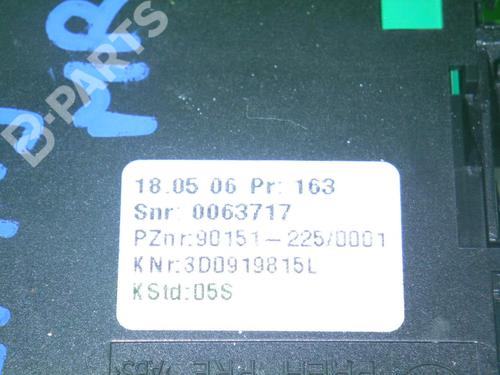 D-PARTS
18.05 06 Pr: 163
Snr: 0063717
PZnr:90151-225/0001
KNr:3D0919815L
KStd:05S